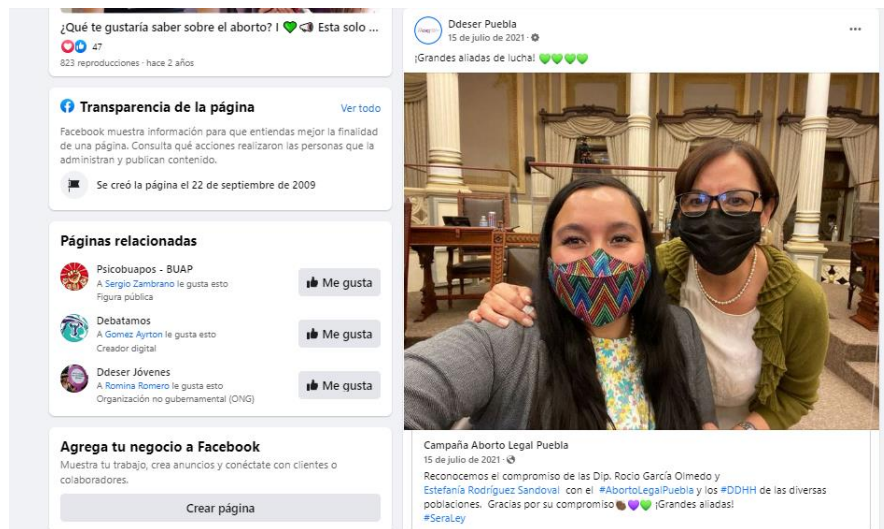 ¿Qué te gustaría saber sobre el aborto? I 💚📢 Esta solo ...
47
823 reproducciones · hace 2 años
Transparencia de la página
Ver todo
Facebook muestra información para que entiendas mejor la finalidad
de una página. Consulta qué acciones realizaron las personas que la
administran y publican contenido.
Se creó la página el 22 de septiembre de 2009
Páginas relacionadas
Psicobuapos - BUAP
A Sergio Zambrano le gusta esto
Figura pública
Me gusta
Debatamos
A Gomez Ayrton le gusta esto
Creador digital
Me gusta
Ddeser Jóvenes
A Romina Romero le gusta esto
Organización no gubernamental (ONG)
Me gusta
Agrega tu negocio a Facebook
Muestra tu trabajo, crea anuncios y conéctate con clientes o
colaboradores.
Crear página
Ddeser Puebla
15 de julio de 2021 ·
¡Grandes aliadas de lucha! 💚💚💚💚
Campaña Aborto Legal Puebla
15 de julio de 2021 ·
Reconocemos el compromiso de las Dip. Rocio García Olmedo y
Estefanía Rodríguez Sandoval con el #AbortoLegalPuebla y los #DDHH de las diversas
poblaciones. Gracias por su compromiso✊🏿💜💚 ¡Grandes aliadas!
#SeraLey